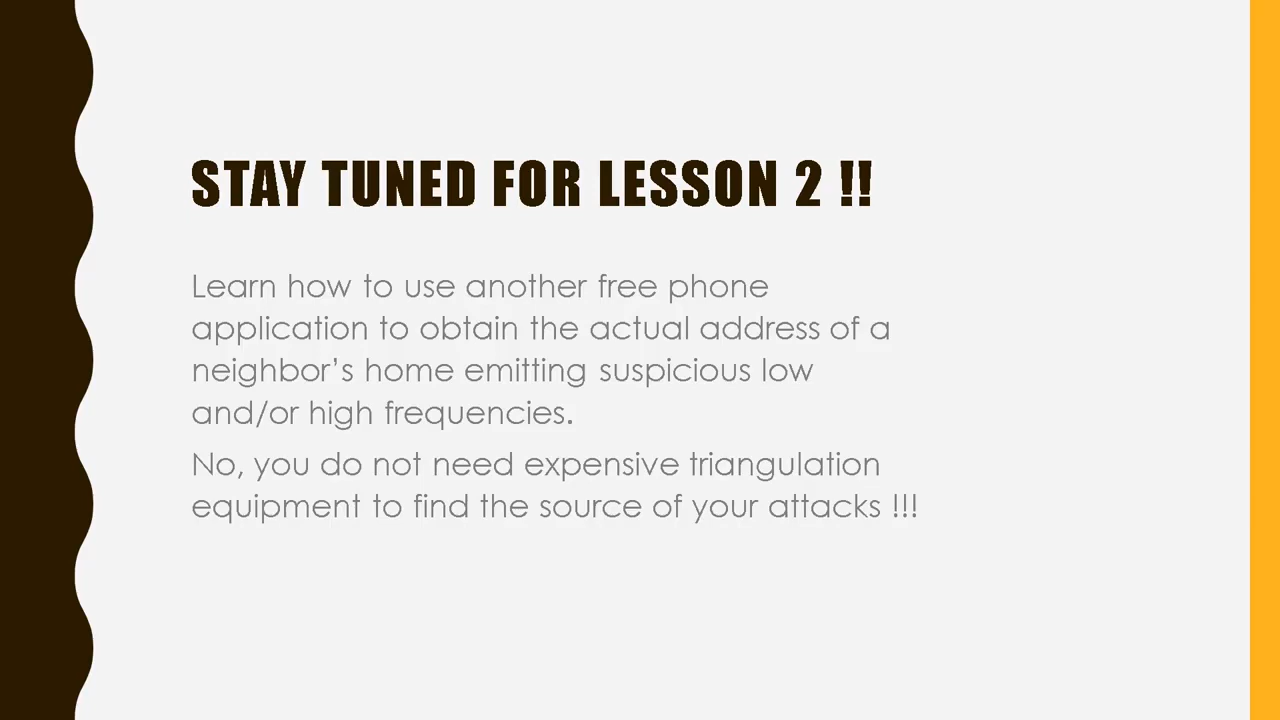 STAY TUNED FOR LESSON 2 !!
Learn how to use another free phone
application to obtain the actual address of a
neighbor’s home emitting suspicious low
and/or high frequencies.
No, you do not need expensive triangulation
equipment to find the source of your attacks !!!